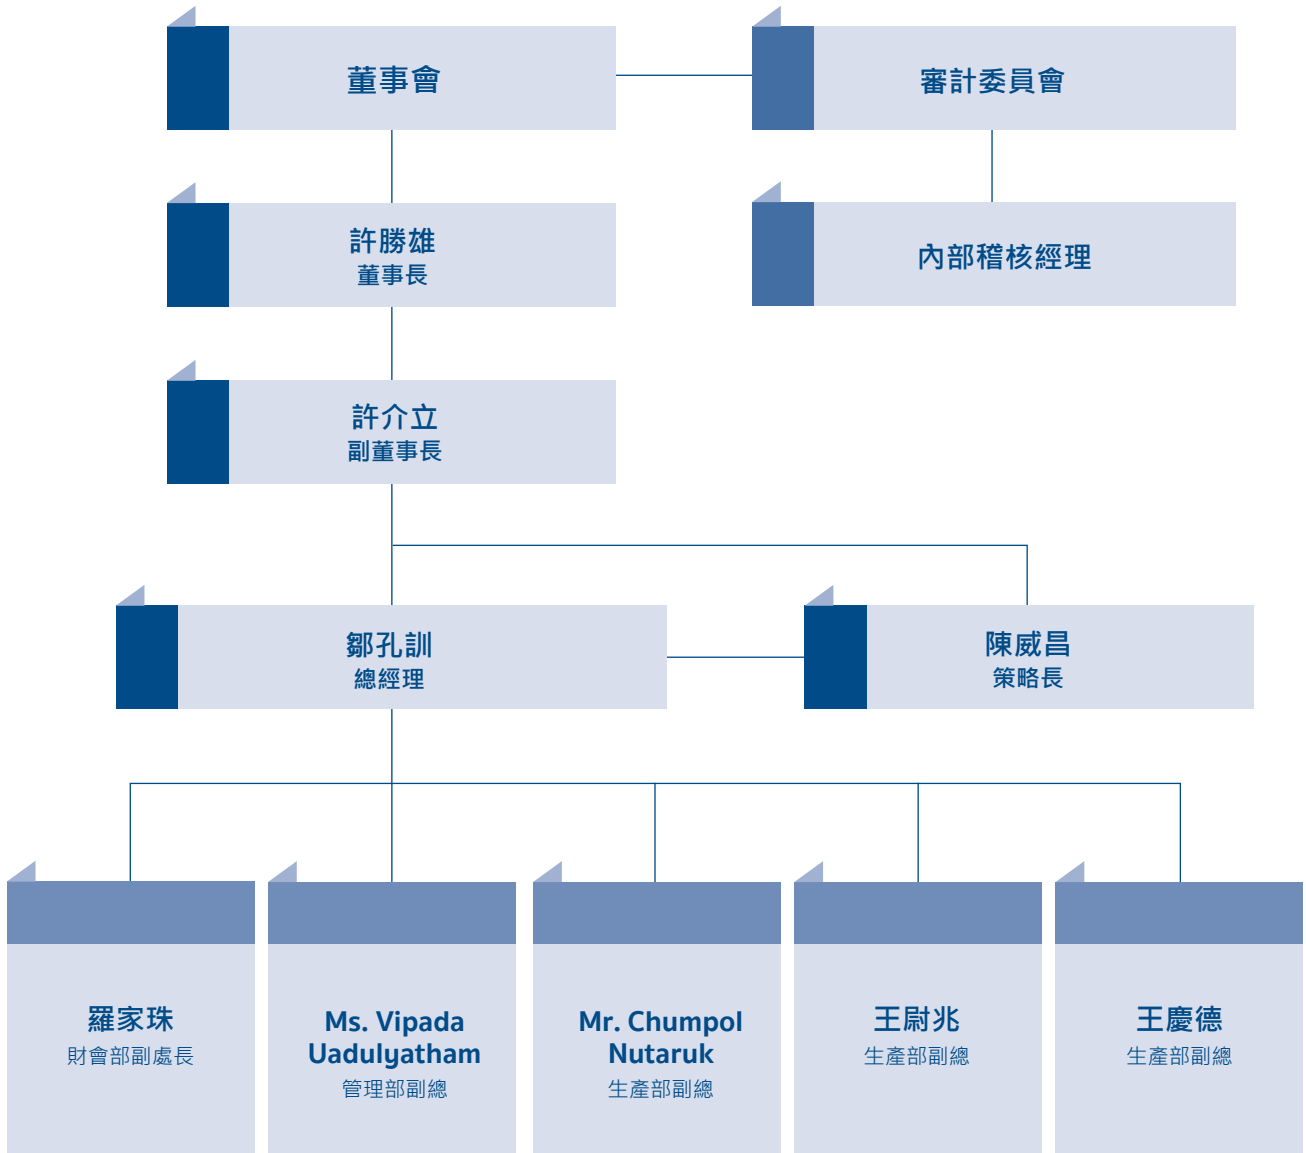 董事會
審計委員會
許勝雄
董事長
內部稽核經理
許介立
副董事長
鄒孔訓
總經理
陳威昌
策略長
羅家珠
財會部副處長
Ms. Vipada
Uadulyatham
管理部副總
Mr. Chumpol
Nutaruk
生產部副總
王尉兆
生產部副總
王慶德
生產部副總